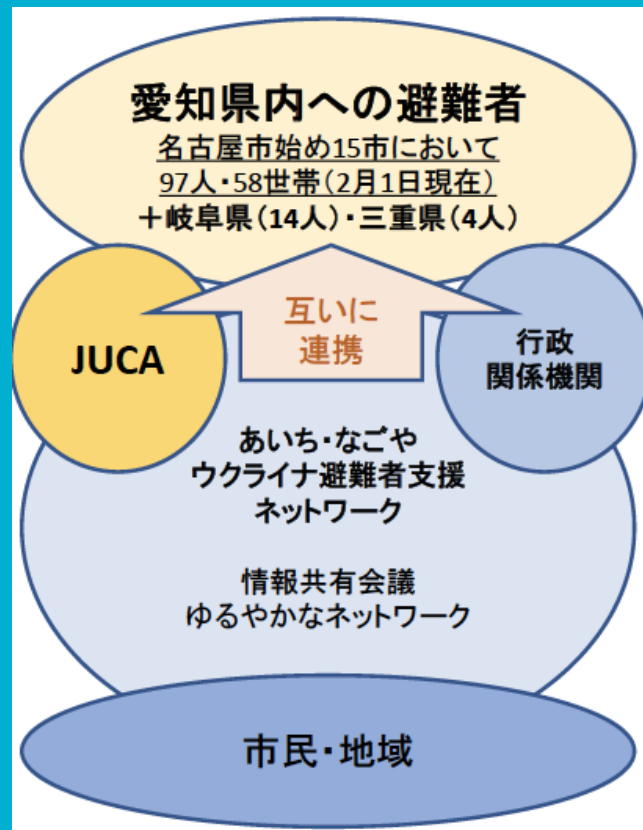 愛知県内への避難者
名古屋市始め15市において
97人・58世帯(2月1日現在)
＋岐阜県(14人)・三重県(4人)
互いに
連携
JUCA
行政
関係機関
あいち・なごや
ウクライナ避難者支援
ネットワーク
情報共有会議
ゆるやかなネットワーク
市民・地域